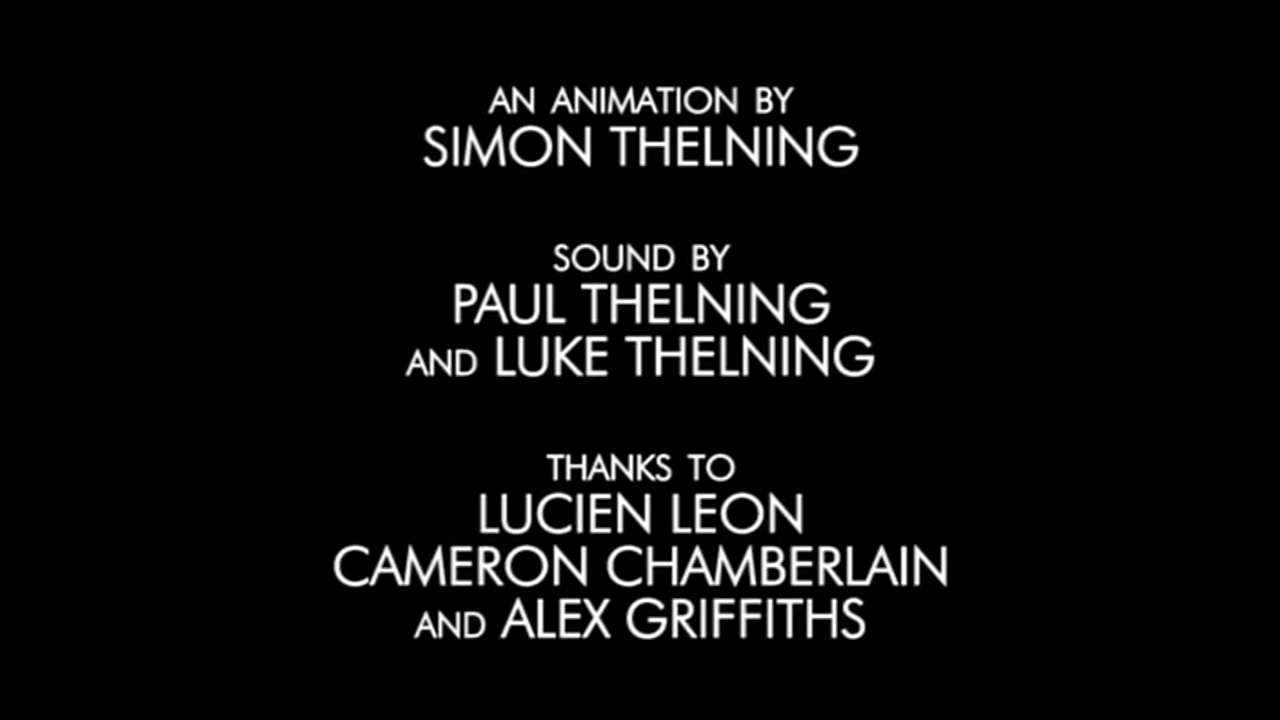 AN ANIMATION BY
SIMON THELNING
SOUND BY
PAUL THELNING
AND LUKE THELNING
THANKS TO
LUCIEN LEON
CAMERON CHAMBERLAIN
AND ALEX GRIFFITHS